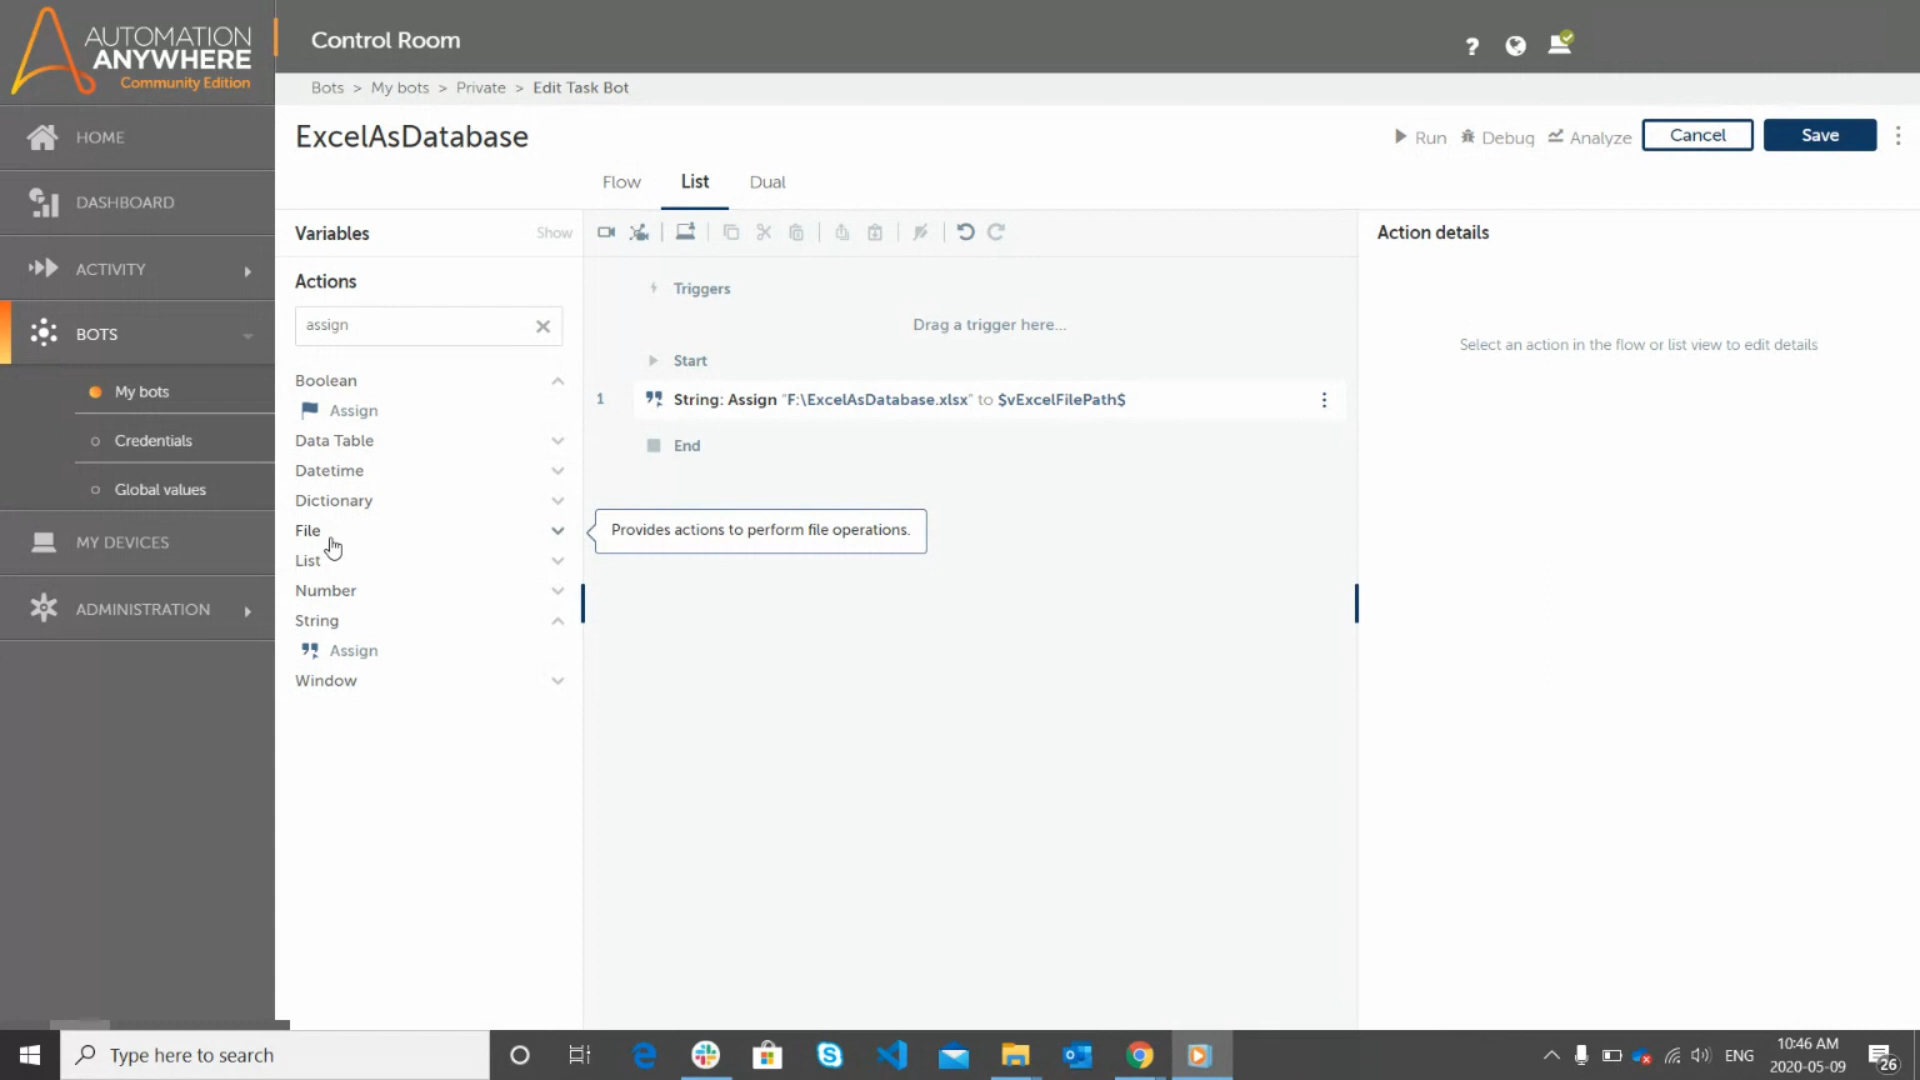 AUTOMATION
ANYWHERE
Community Edition
Control Room
?
Bots > My bots > Private > Edit Task Bot
HOME
DASHBOARD
ACTIVITY
BOTS
My bots
Credentials
Global values
MY DEVICES
ADMINISTRATION
ExcelAsDatabase
Run
Debug
Analyze
Cancel
Save
Flow
List
Dual
Variables
Show
Actions
assign
Boolean
Assign
Data Table
Datetime
Dictionary
File
List
Number
String
Assign
Window
Triggers
Drag a trigger here...
Start
1 String: Assign "F:\ExcelAsDatabase.xlsx" to $vExcelFilePath$
End
Provides actions to perform file operations.
Action details
Select an action in the flow or list view to edit details
Type here to search
ENG
10:46 AM
2020-05-09
26